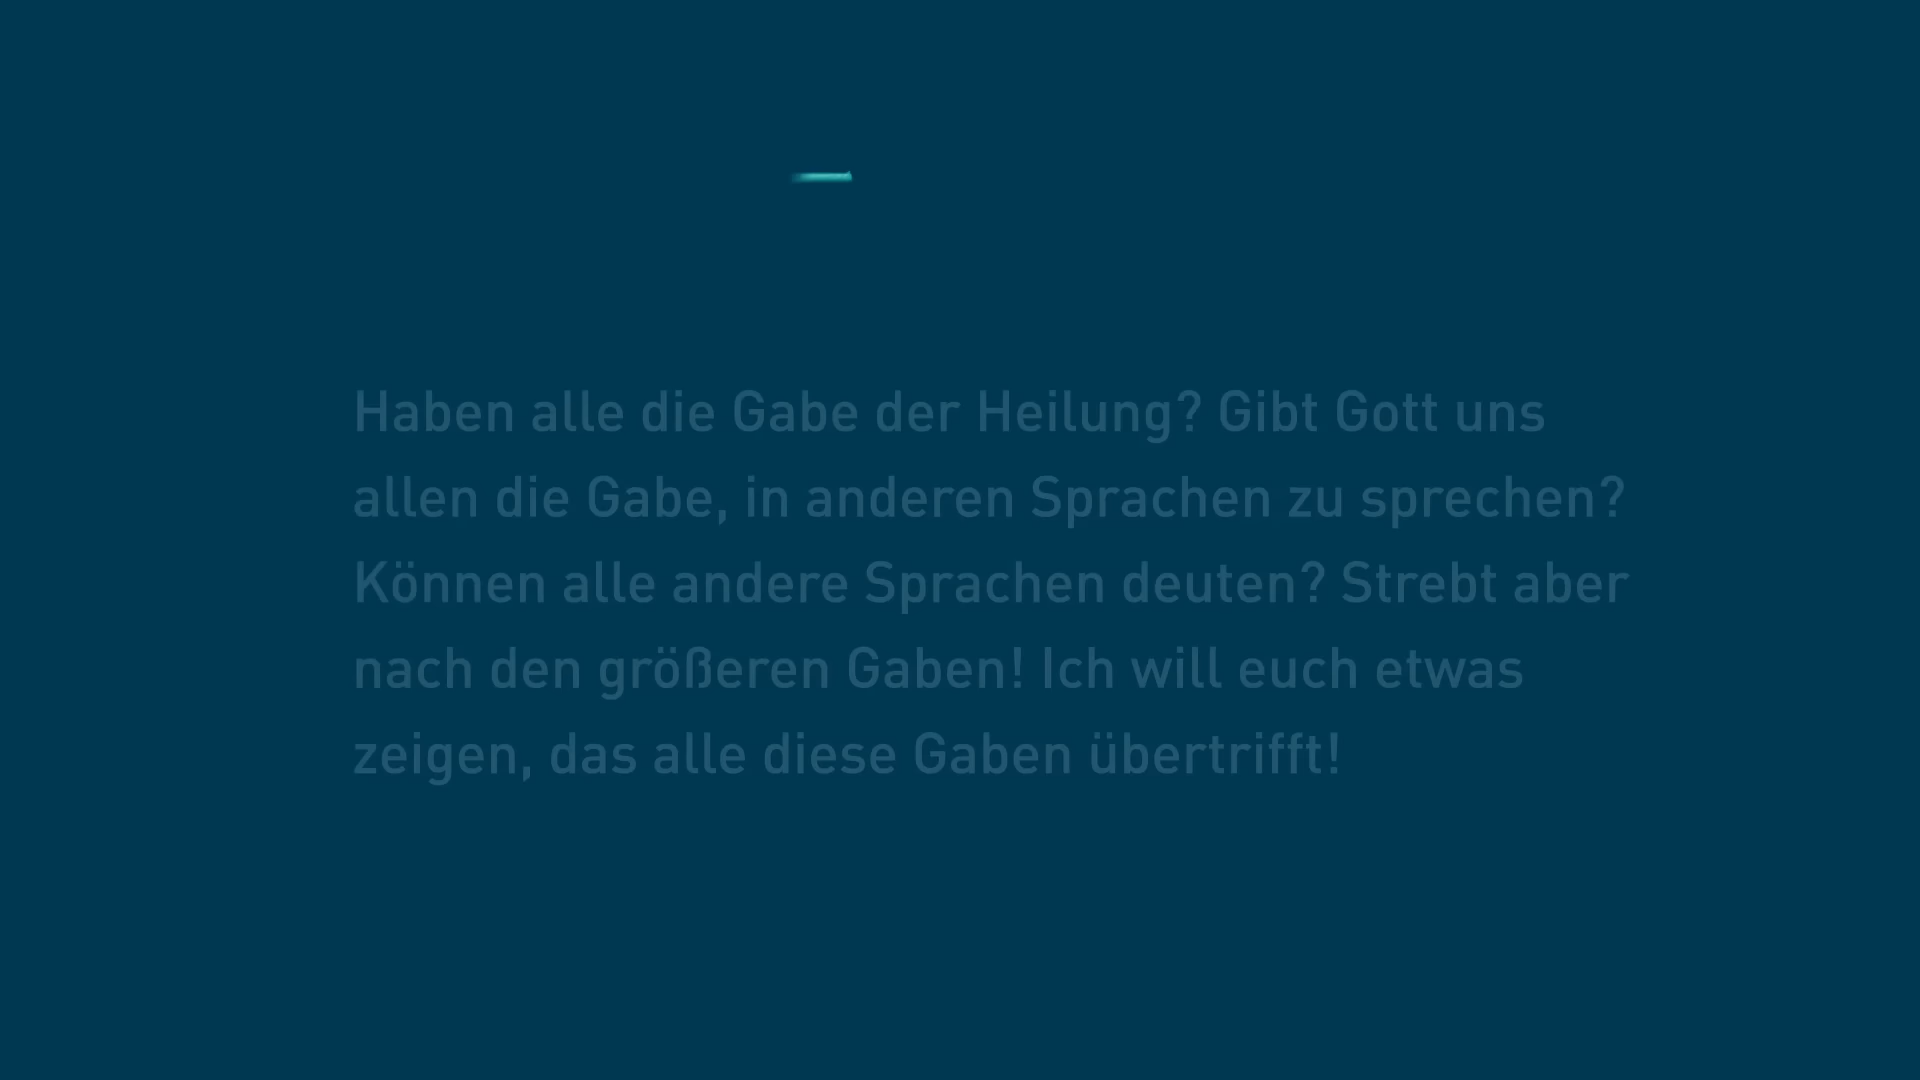 Haben alle die Gabe der Heilung? Gibt Gott uns
allen die Gabe, in anderen Sprachen zu sprechen?
Können alle andere Sprachen deuten? Strebt aber
nach den größeren Gaben! Ich will euch etwas
zeigen, das alle diese Gaben übertrifft!